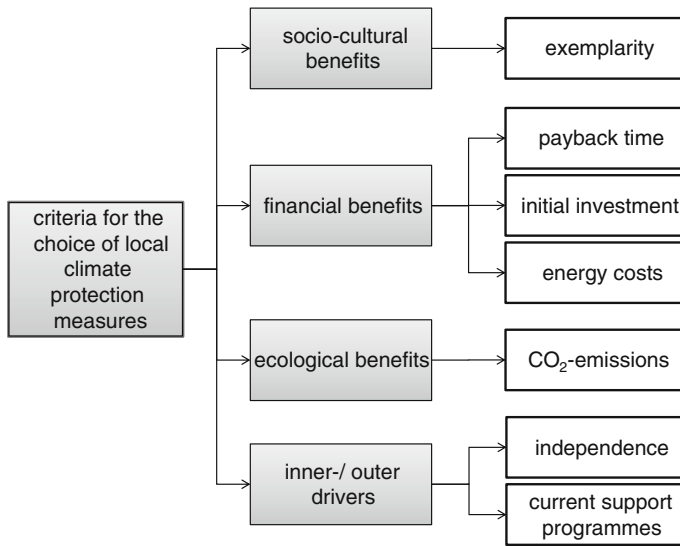 socio-cultural
benefits
exemplarity
payback time
financial benefits
initial investment
energy costs
criteria for the
choice of local
climate
protection
measures
ecological benefits
CO₂-emissions
inner-/ outer
drivers
independence
current support
programmes